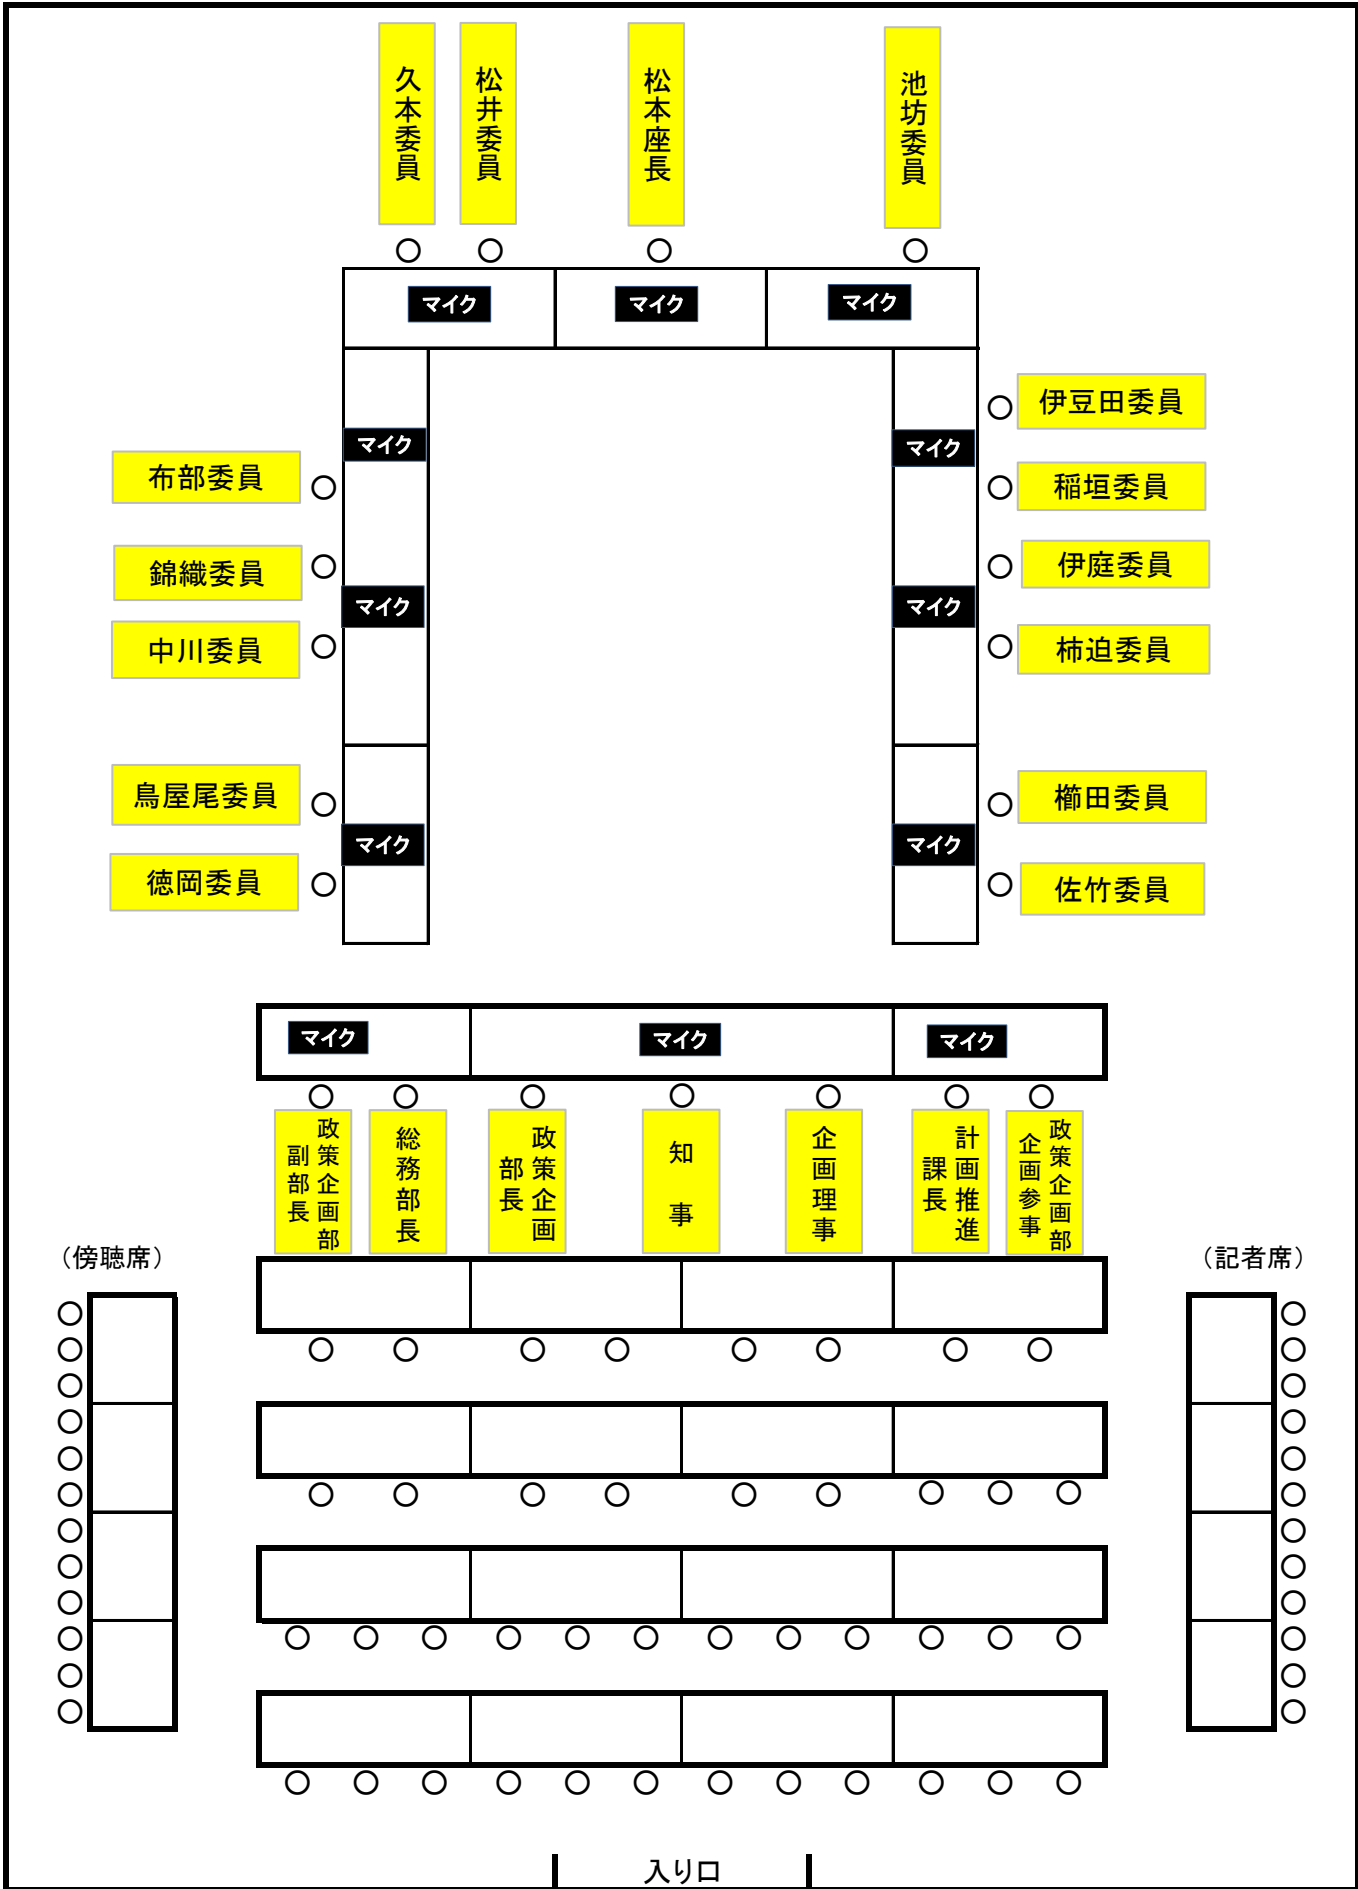 久本委員
松井委員
松本座長
池坊委員
マイク
マイク
マイク
伊豆田委員
マイク
マイク
布部委員
稲垣委員
錦織委員
伊庭委員
マイク
マイク
中川委員
柿迫委員
鳥屋尾委員
櫛田委員
マイク
マイク
徳岡委員
佐竹委員
マイク
マイク
マイク
政策企画部
副部長
総務部長
政策企画
部長
知事
企画理事
計画推進
課長
政策企画部
企画参事
（傍聴席）
（記者席）
入り口